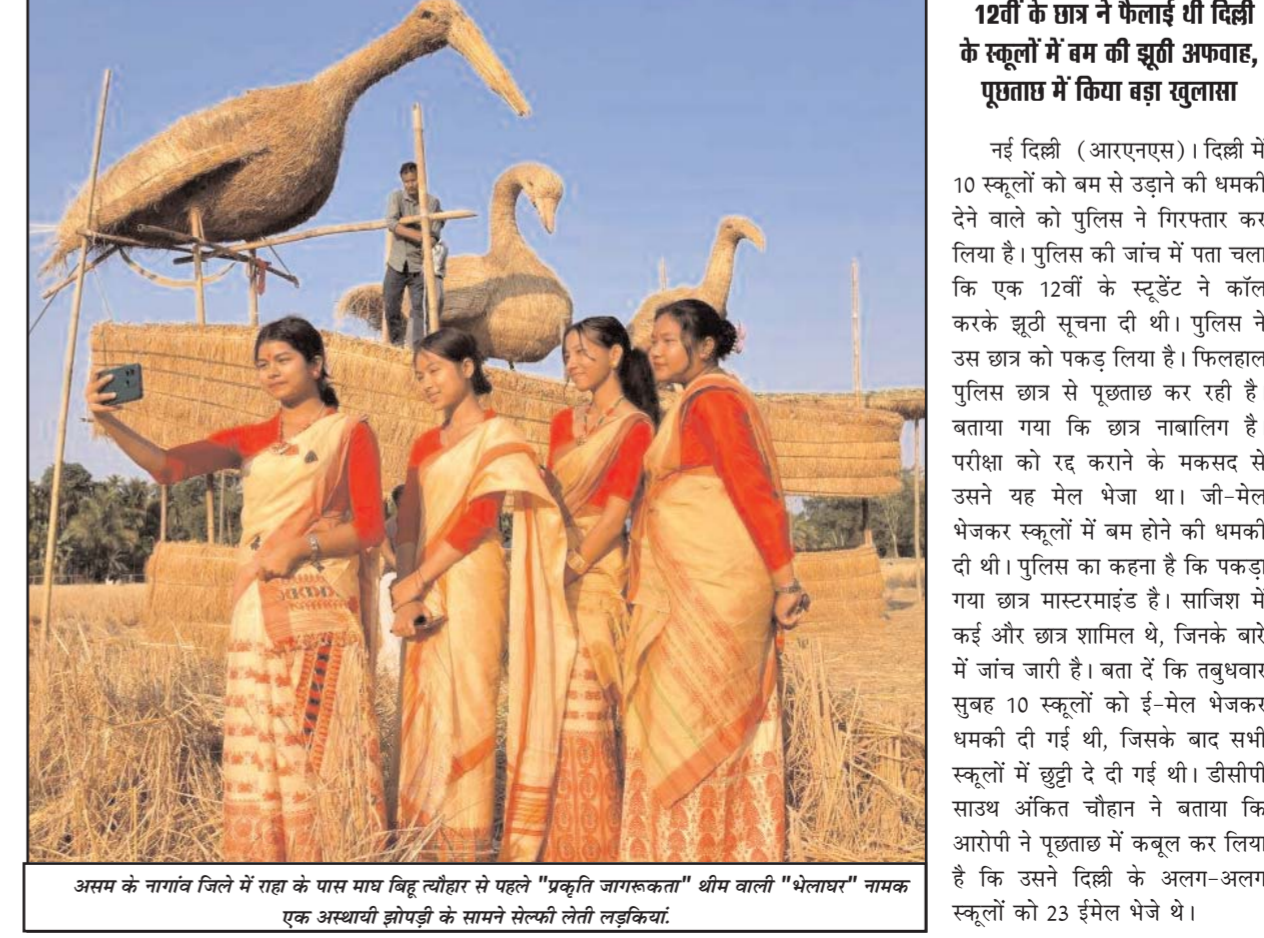 12वीं के छात्र ने फैलाई थी दिल्ली
के स्कूलों में बम की झूठी अफवाह,
पूछताछ में किया बड़ा खुलासा
नई दिल्ली (आरएनएस)। दिल्ली में
10 स्कूलों को बम से उड़ाने की धमकी
देने वाले को पुलिस ने गिरफ्तार कर
लिया है। पुलिस की जांच में पता चला
कि एक 12वीं के स्टूडेंट ने कॉल
करके झूठी सूचना दी थी। पुलिस ने
उस छात्र को पकड़ लिया है। फिलहाल
पुलिस छात्र से पूछताछ कर रही है।
बताया गया कि छात्र नाबालिग है।
परीक्षा को रद्द कराने के मकसद से
उसने यह मेल भेजा था। जी-मेल
भेजकर स्कूलों में बम होने की धमकी
दी थी। पुलिस का कहना है कि पकड़ा
गया छात्र मास्टरमाइंड है। साजिश में
कई और छात्र शामिल थे, जिनके बारे
में जांच जारी है। बता दें कि तबुधवार
सुबह 10 स्कूलों को ई-मेल भेजकर
धमकी दी गई थी, जिसके बाद सभी
स्कूलों में छुट्टी दे दी गई थी। डीसीपी
साउथ अंकित चौहान ने बताया कि
आरोपी ने पूछताछ में कबूल कर लिया
है कि उसने दिल्ली के अलग-अलग
स्कूलों को 23 ईमेल भेजे थे।
असम के नागांव जिले में राहा के पास माघ बिहू त्यौहार से पहले "प्रकृति जागरूकता" थीम वाली "भेलाघर" नामक
एक अस्थायी झोपड़ी के सामने सेल्फी लेती लड़कियां.